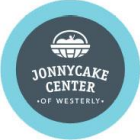 JONNYCAKE
CENTER
• OF WESTERLY •